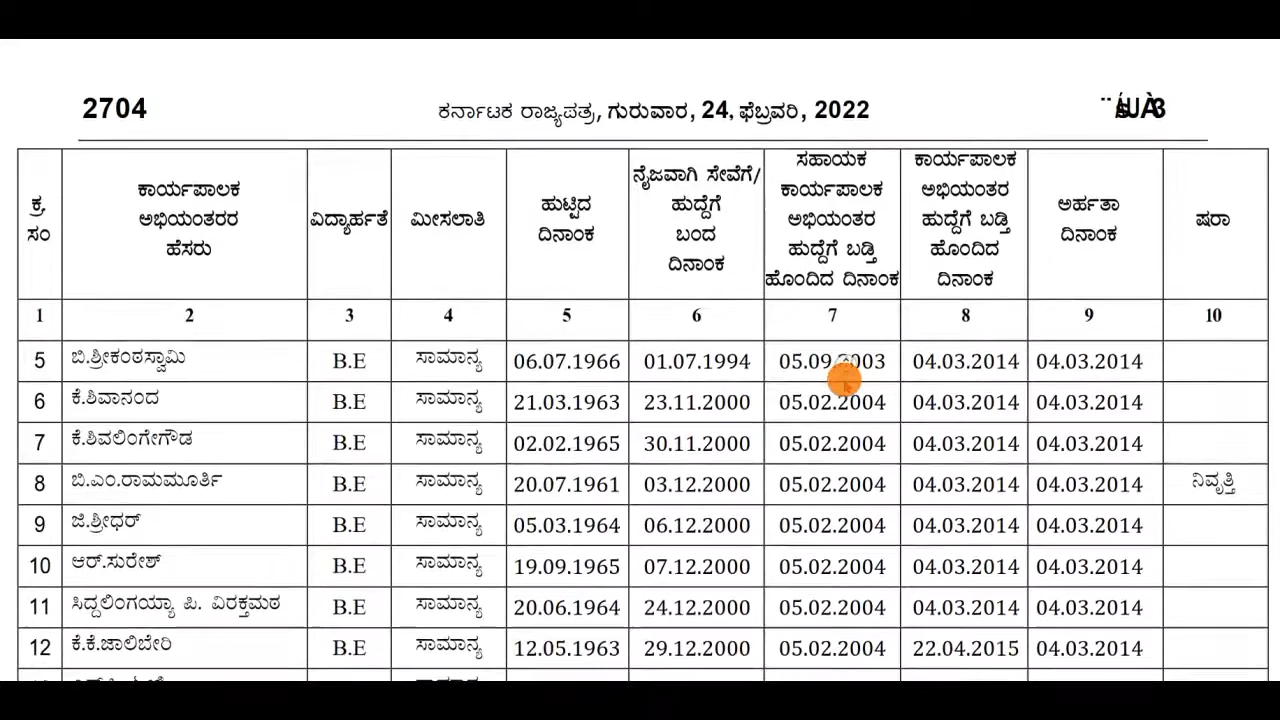 2704 ಕರ್ನಾಟಕ ರಾಜ್ಯಪತ್ರ, ಗುರುವಾರ, 24, ಫೆಬ್ರವರಿ, 2022
ಕ್ರ. ಸಂ ಕಾರ್ಯಪಾಲಕ ಅಭಿಯಂತರರ ಹೆಸರು ವಿದ್ಯಾರ್ಹತೆ ಮೀಸಲಾತಿ ಹುಟ್ಟಿದ ದಿನಾಂಕ ನೈಜವಾಗಿ ಸೇವೆಗೆ/ ಹುದ್ದೆಗೆ ಬಂದ ದಿನಾಂಕ ಸಹಾಯಕ ಕಾರ್ಯಪಾಲಕ ಅಭಿಯಂತರ ಹುದ್ದೆಗೆ ಬಡ್ತಿ ಹೊಂದಿದ ದಿನಾಂಕ ಕಾರ್ಯಪಾಲಕ ಅಭಿಯಂತರ ಹುದ್ದೆಗೆ ಬಡ್ತಿ ಹೊಂದಿದ ದಿನಾಂಕ ಅರ್ಹತಾ ದಿನಾಂಕ ಷರಾ
1 2 3 4 5 6 7 8 9 10
5 ಬಿ.ಶ್ರೀಕಂಠಸ್ವಾಮಿ B.E ಸಾಮಾನ್ಯ 06.07.1966 01.07.1994 05.09.2003 04.03.2014 04.03.2014
6 ಕೆ.ಶಿವಾನಂದ B.E ಸಾಮಾನ್ಯ 21.03.1963 23.11.2000 05.02.2004 04.03.2014 04.03.2014
7 ಕೆ.ಶಿವಲಿಂಗೇಗೌಡ B.E ಸಾಮಾನ್ಯ 02.02.1965 30.11.2000 05.02.2004 04.03.2014 04.03.2014
8 ಬಿ.ಎಂ.ರಾಮಮೂರ್ತಿ B.E ಸಾಮಾನ್ಯ 20.07.1961 03.12.2000 05.02.2004 04.03.2014 04.03.2014 ನಿವೃತ್ತಿ
9 ಜಿ.ಶ್ರೀಧರ್ B.E ಸಾಮಾನ್ಯ 05.03.1964 06.12.2000 05.02.2004 04.03.2014 04.03.2014
10 ಆರ್.ಸುರೇಶ್ B.E ಸಾಮಾನ್ಯ 19.09.1965 07.12.2000 05.02.2004 04.03.2014 04.03.2014
11 ಸಿದ್ದಲಿಂಗಯ್ಯಾ ಪಿ. ವಿರಕ್ತಮಠ B.E ಸಾಮಾನ್ಯ 20.06.1964 24.12.2000 05.02.2004 04.03.2014 04.03.2014
12 ಕೆ.ಕೆ.ಜಾಲಿಬೇರಿ B.E ಸಾಮಾನ್ಯ 12.05.1963 29.12.2000 05.02.2004 22.04.2015 04.03.2014